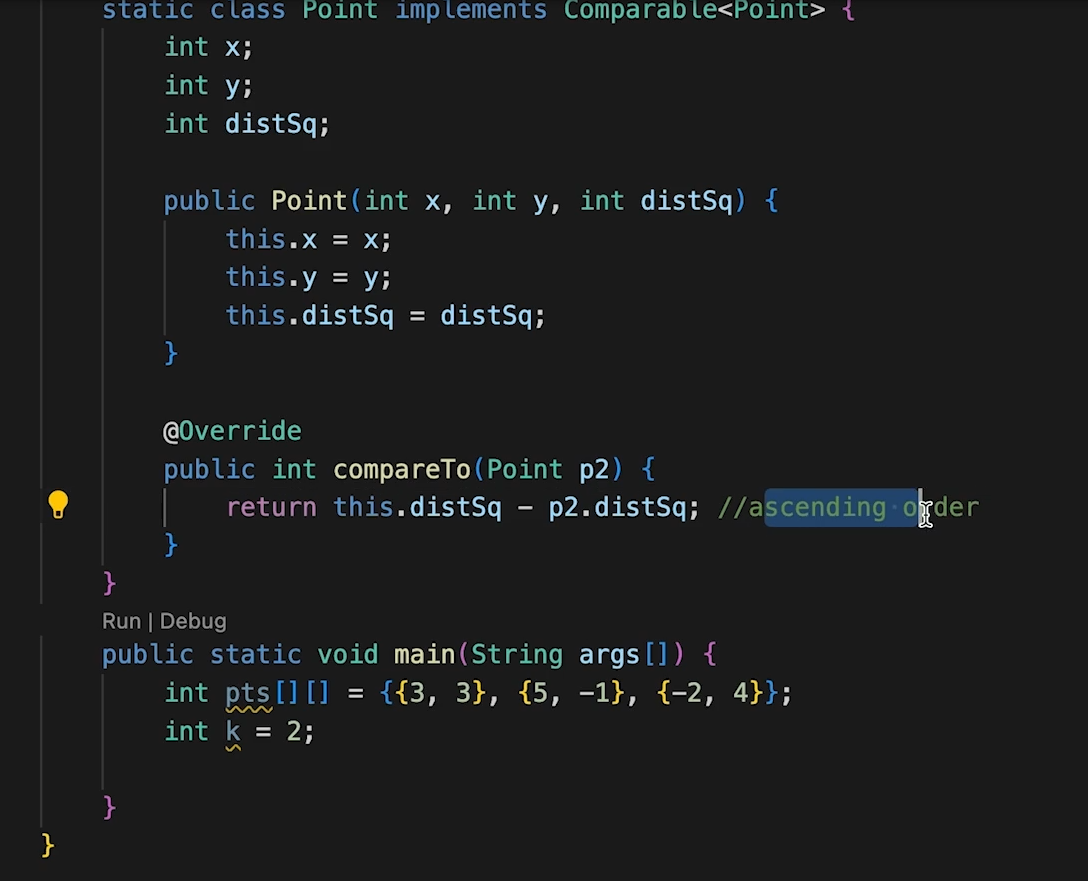 static class Point implements Comparable<Point> {
int x;
int y;
int distSq;
public Point(int x, int y, int distSq) {
this.x = x;
this.y = y;
this.distSq = distSq;
}
@Override
public int compareTo(Point p2) {
return this.distSq - p2.distSq; //ascending order
}
}
Run | Debug
public static void main(String args[]) {
int pts[][] = {{3, 3}, {5, -1}, {-2, 4}};
int k = 2;
}
}